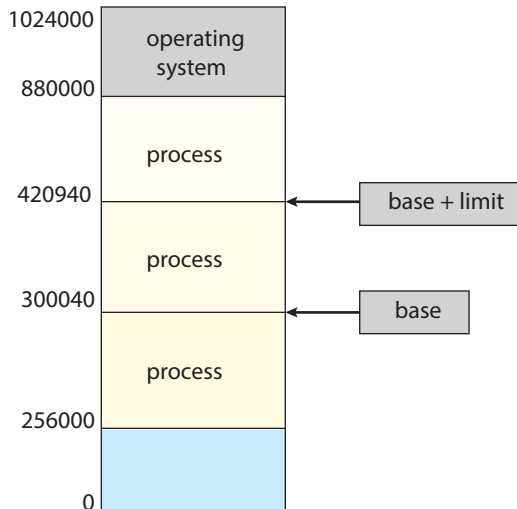 1024000
operating
system
880000
process
420940
base + limit
process
300040
base
process
256000
0